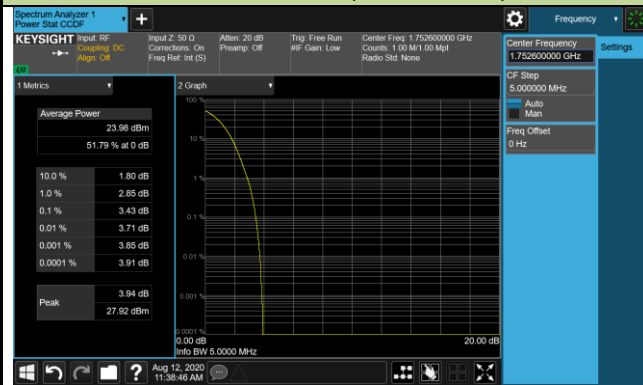 Spectrum Analyzer 1
Power Stat CCDF
Frequency
KEYSIGHT
Input: RF
Coupling: DC
Align: Off
Input Z: 50 Ω
Corrections: On
Freq Ref: Int (S)
Atten: 20 dB
Preamp: Off
Trig: Free Run
#IF Gain: Low
Center Freq: 1.752600000 GHz
Counts: 1.00 M/1.00 Mpt
Radio Std: None
Center Frequency
1.752600000 GHz
Settings
CF Step
5.000000 MHz
Auto
Man
Freq Offset
0 Hz
1 Metrics
2 Graph
Average Power
23.98 dBm
51.79 % at 0 dB
10.0 % 1.80 dB
1.0 % 2.85 dB
0.1 % 3.43 dB
0.01 % 3.71 dB
0.001 % 3.85 dB
0.0001 % 3.91 dB
Peak
3.94 dB
27.92 dBm
100 %
10 %
1 %
0.1 %
0.01 %
0.001 %
0.0001 %
0.00 dB
20.00 dB
Info BW 5.0000 MHz
Aug 12, 2020
11:38:46 AM